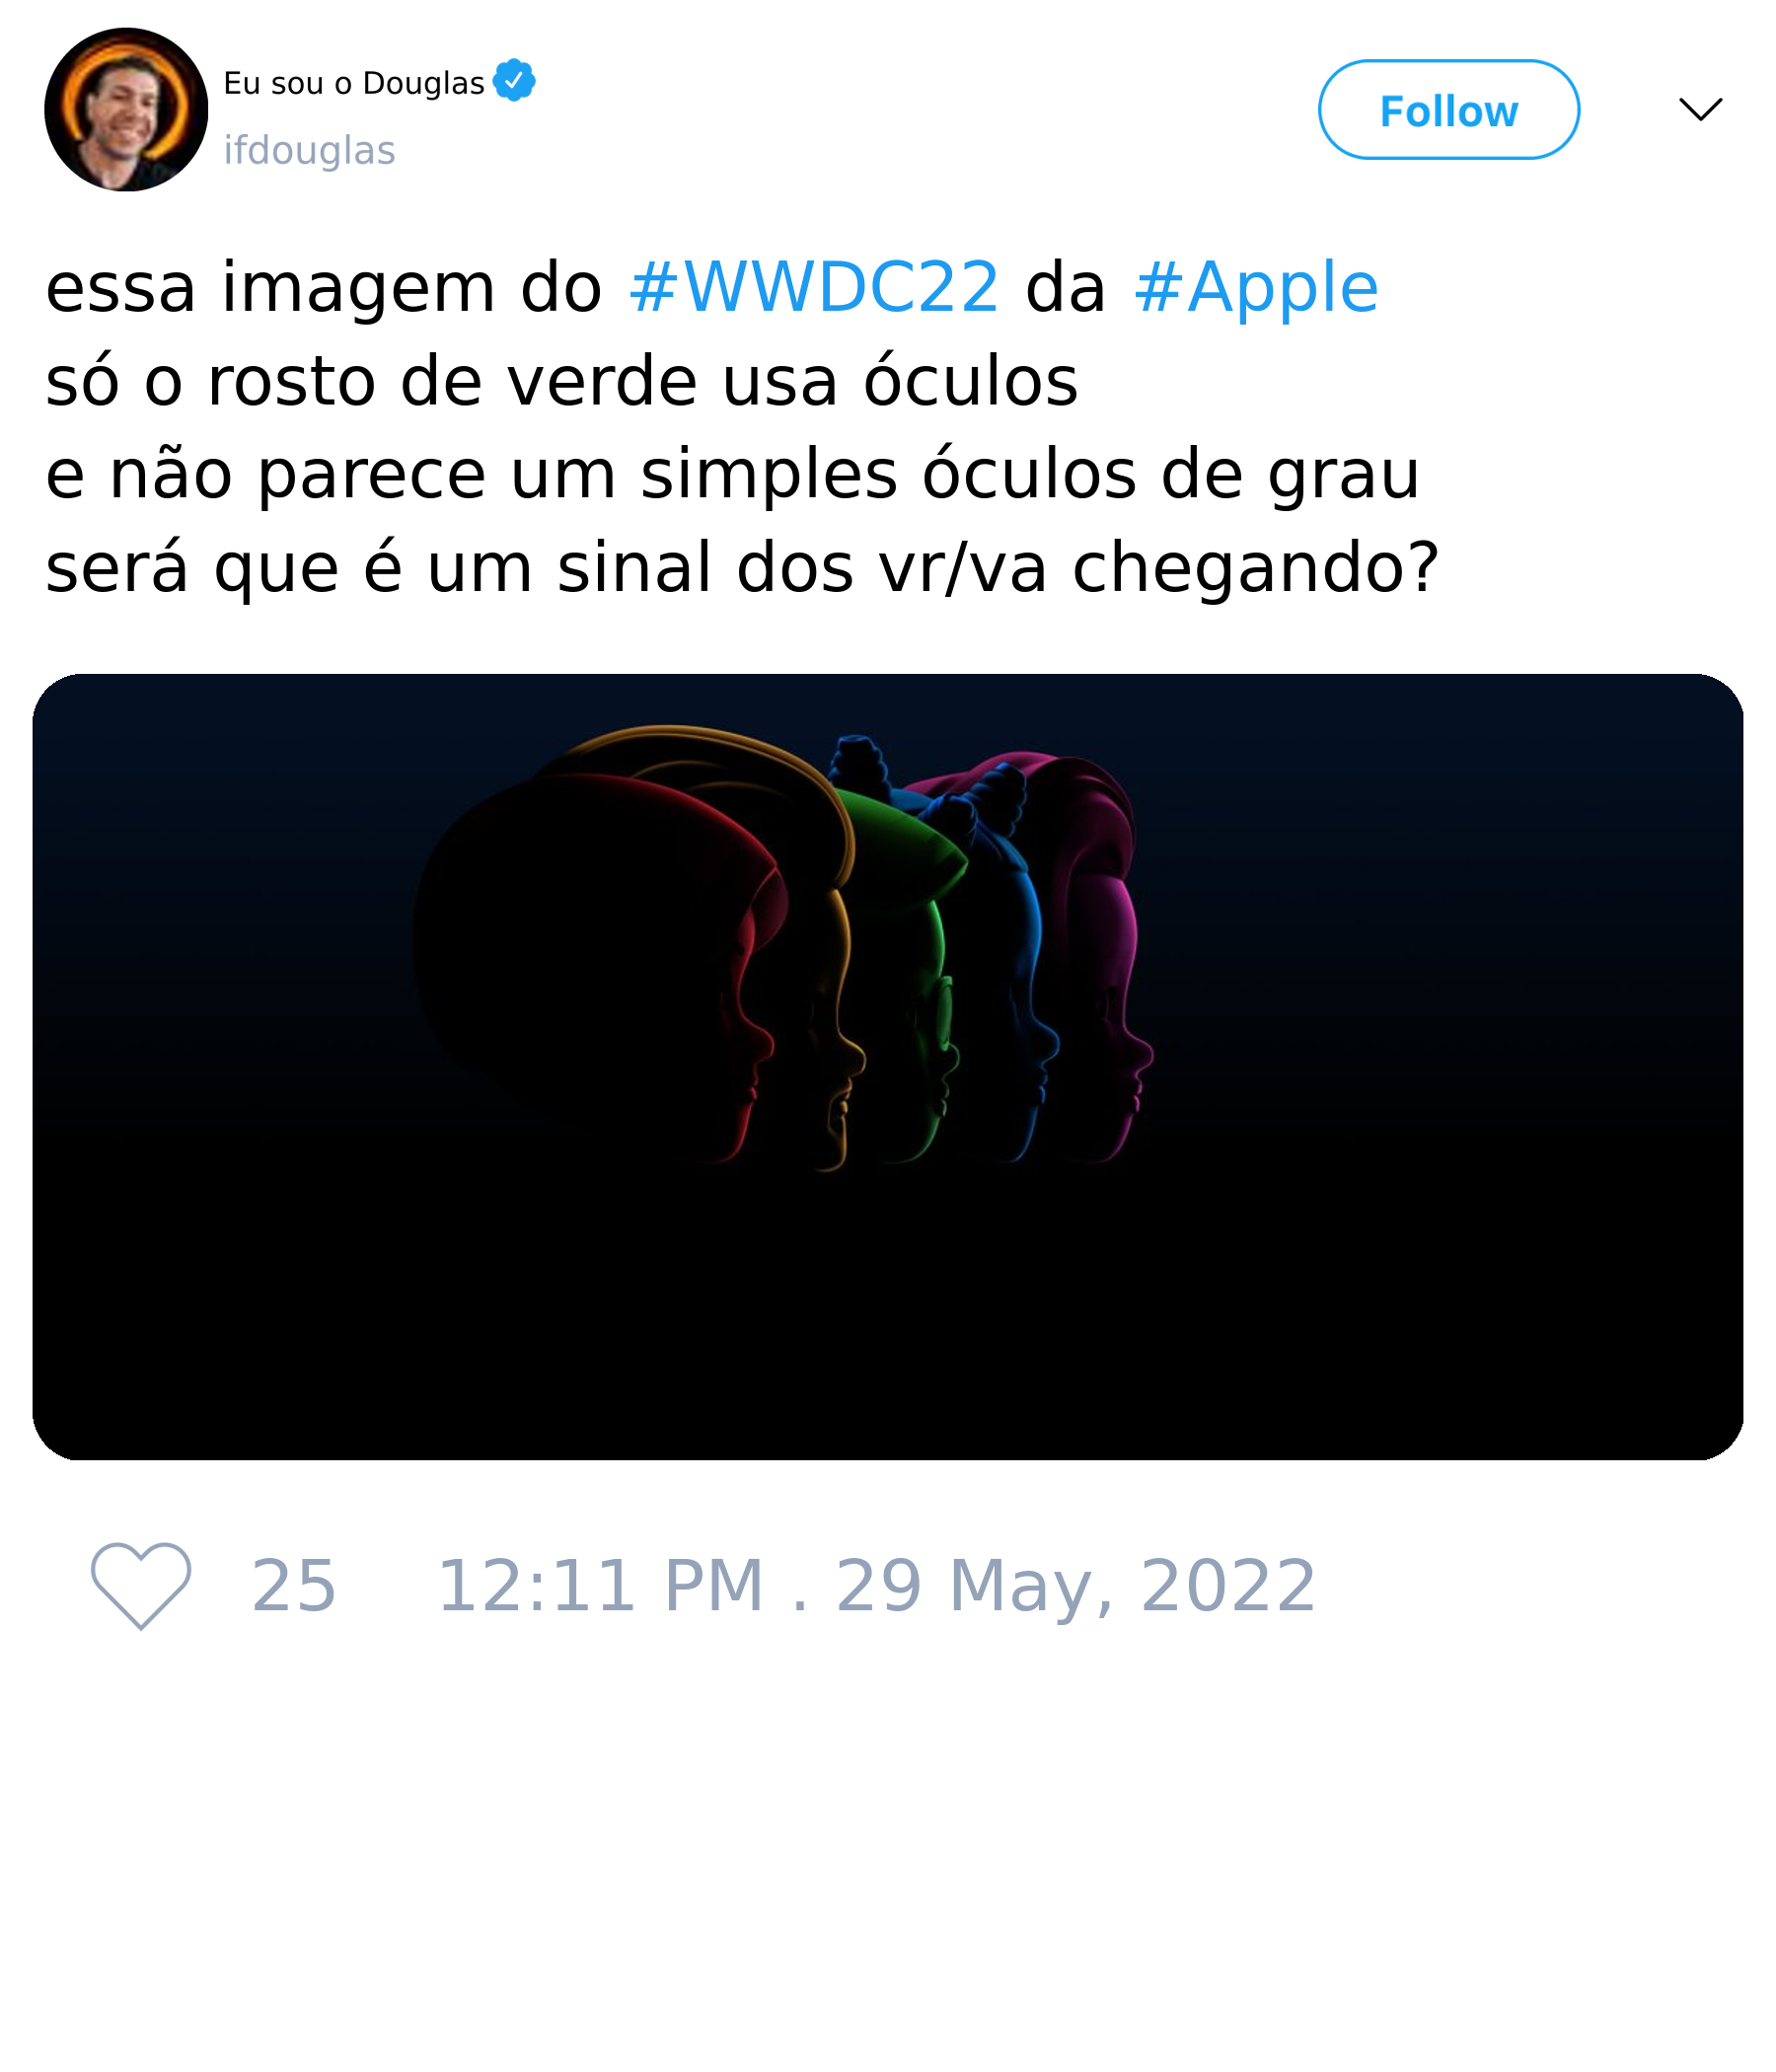 Eu sou o Douglas
ifdouglas
Follow
essa imagem do #WWDC22 da #Apple
só o rosto de verde usa óculos
e não parece um simples óculos de grau
será que é um sinal dos vr/va chegando?
25 12:11 PM . 29 May, 2022